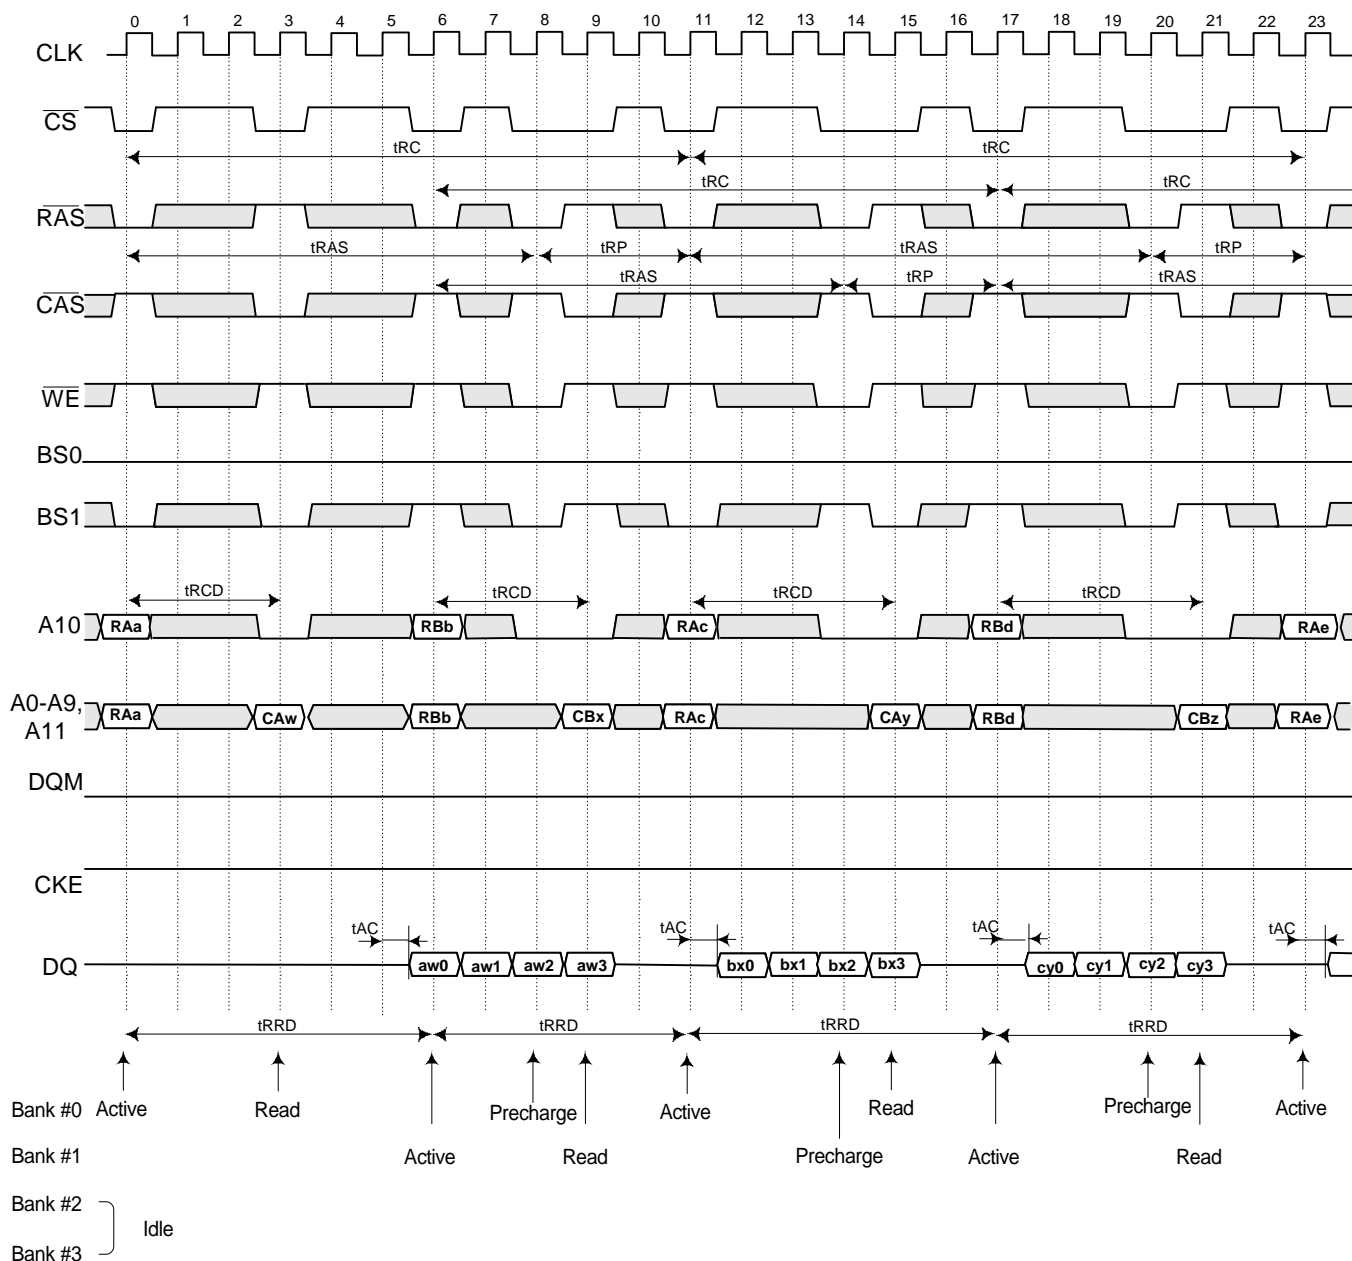 0 1 2 3 4 5 6 7 8 9 10 11 12 13 14 15 16 17 18 19 20 21 22 23
CLK
CS
tRC tRC
tRC tRC
RAS
tRAS tRP tRAS tRP
tRAS tRP tRAS
CAS
WE
BS0
BS1
tRCD tRCD tRCD tRCD
A10 RAa RBb RAc RBd RAe
A0-A9,
A11
RAa CAw RBb CBx RAc CAy RBd CBz RAe
DQM
CKE
tAC tAC tAC tAC
DQ aw0 aw1 aw2 aw3 bx0 bx1 bx2 bx3 cy0 cy1 cy2 cy3
tRRD tRRD tRRD tRRD
Bank #0 Active Read Precharge Active Read Precharge Active
Bank #1 Active Read Precharge Active Read
Bank #2
Idle
Bank #3